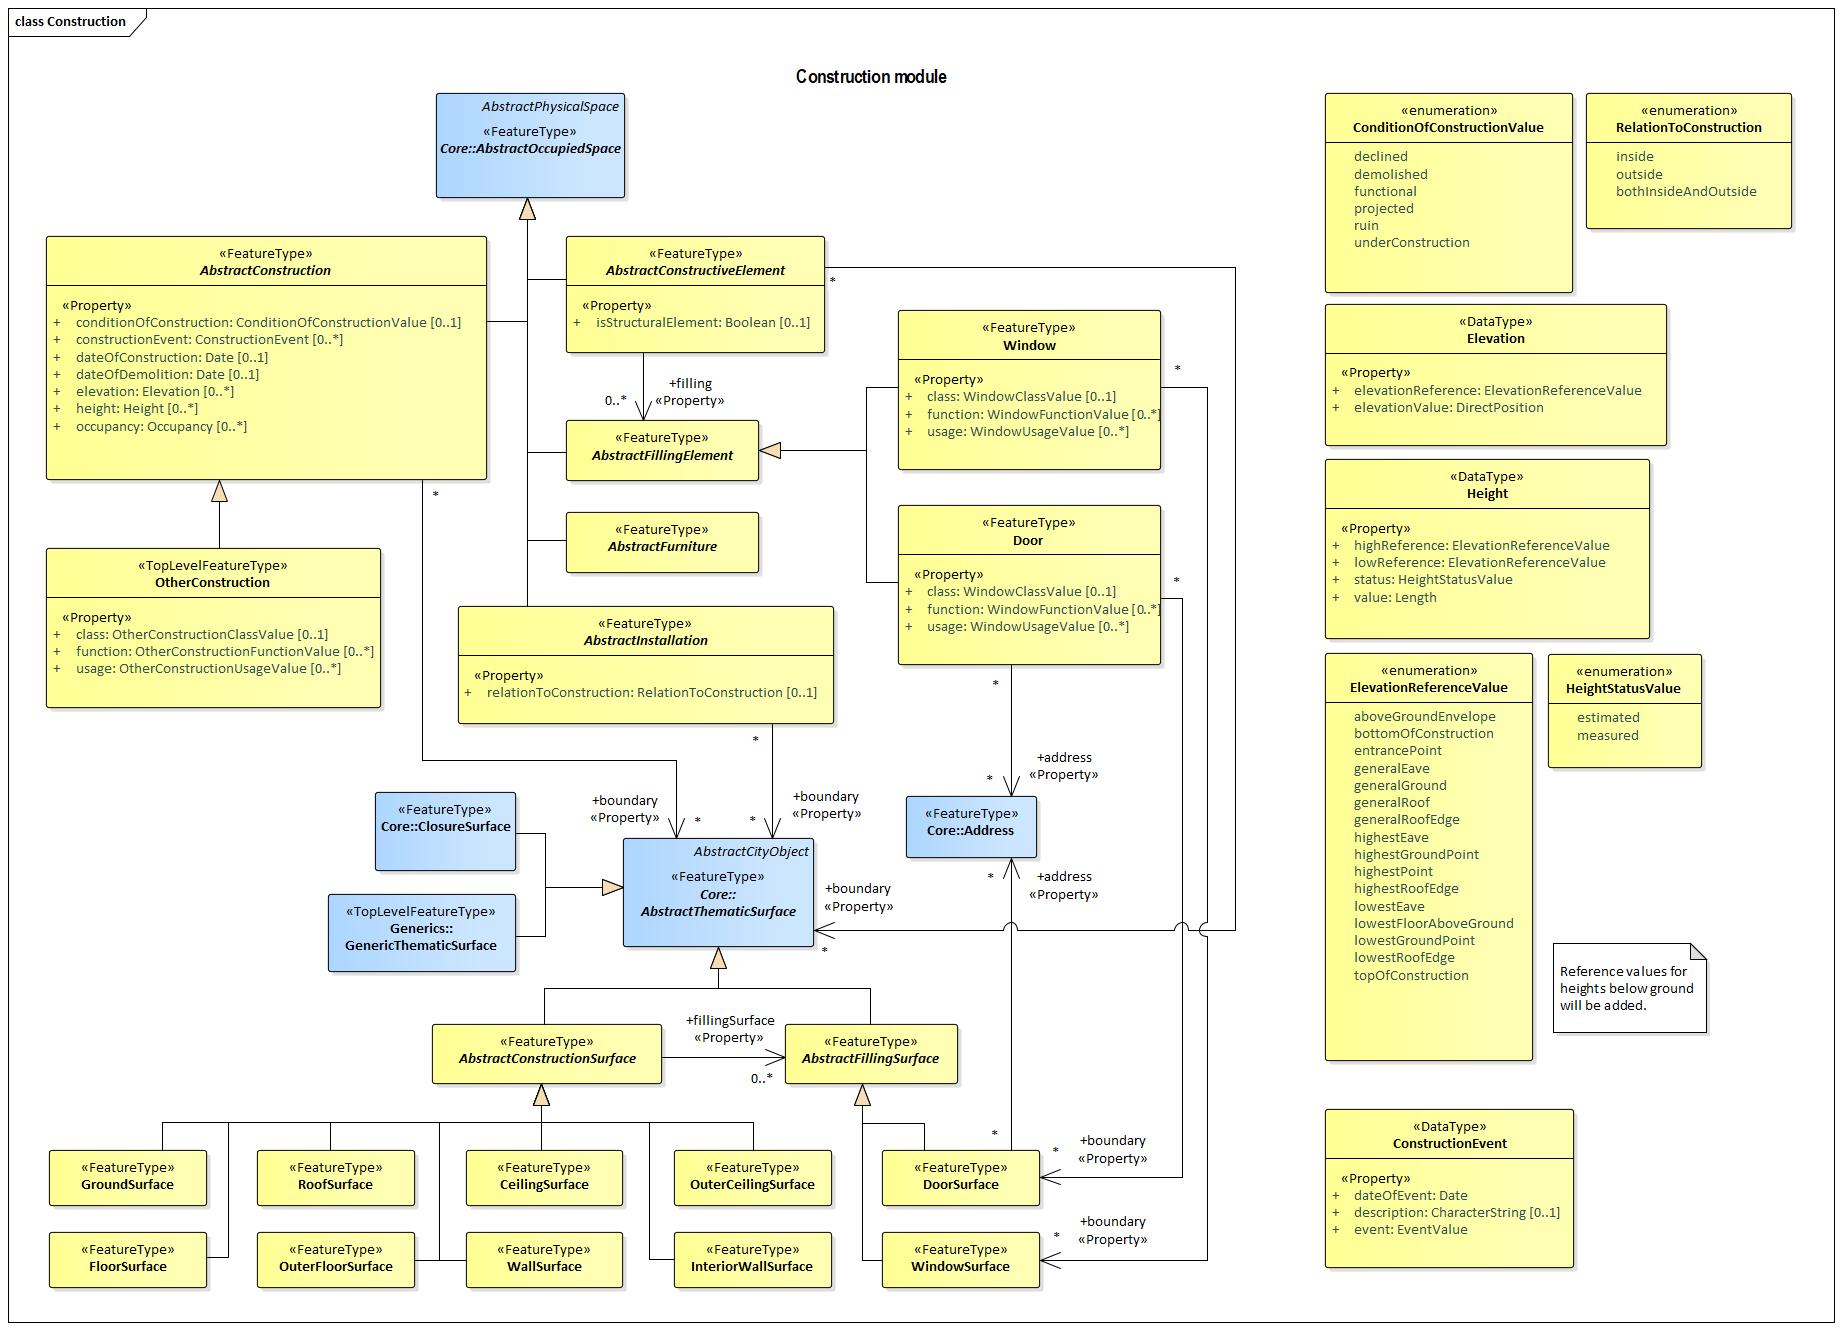 class Construction
Construction module
AbstractPhysicalSpace
«FeatureType»
Core::AbstractOccupiedSpace
«FeatureType»
AbstractConstruction
«Property»
+ conditionOfConstruction: ConditionOfConstructionValue [0..1]
+ constructionEvent: ConstructionEvent [0..*]
+ dateOfConstruction: Date [0..1]
+ dateOfDemolition: Date [0..1]
+ elevation: Elevation [0..*]
+ height: Height [0..*]
+ occupancy: Occupancy [0..*]
*
«FeatureType»
AbstractConstructiveElement
«Property»
+ isStructuralElement: Boolean [0..1]
*
+filling
0..* «Property»
«FeatureType»
AbstractFillingElement
«FeatureType»
AbstractFurniture
«FeatureType»
Window
«Property»
+ class: WindowClassValue [0..1]
+ function: WindowFunctionValue [0..*]
+ usage: WindowUsageValue [0..*]
*
«FeatureType»
Door
«Property»
+ class: WindowClassValue [0..1]
+ function: WindowFunctionValue [0..*]
+ usage: WindowUsageValue [0..*]
*
*
«TopLevelFeatureType»
OtherConstruction
«Property»
+ class: OtherConstructionClassValue [0..1]
+ function: OtherConstructionFunctionValue [0..*]
+ usage: OtherConstructionUsageValue [0..*]
«FeatureType»
AbstractInstallation
«Property»
+ relationToConstruction: RelationToConstruction [0..1]
*
+boundary
«Property» *
+boundary
* «Property»
+address
* «Property»
«FeatureType»
Core::ClosureSurface
«TopLevelFeatureType»
Generics::
GenericThematicSurface
AbstractCityObject
«FeatureType»
Core::
AbstractThematicSurface
+boundary
«Property»
*
«FeatureType»
Core::Address
+address
* «Property»
«FeatureType»
AbstractConstructionSurface
+fillingSurface
«Property»
0..*
«FeatureType»
AbstractFillingSurface
«FeatureType»
GroundSurface
«FeatureType»
RoofSurface
«FeatureType»
CeilingSurface
«FeatureType»
OuterCeilingSurface
*
«FeatureType»
DoorSurface
+boundary
* «Property»
«FeatureType»
FloorSurface
«FeatureType»
OuterFloorSurface
«FeatureType»
WallSurface
«FeatureType»
InteriorWallSurface
«FeatureType»
WindowSurface
+boundary
* «Property»
«enumeration»
ConditionOfConstructionValue
declined
demolished
functional
projected
ruin
underConstruction
«enumeration»
RelationToConstruction
inside
outside
bothInsideAndOutside
«DataType»
Elevation
«Property»
+ elevationReference: ElevationReferenceValue
+ elevationValue: DirectPosition
«DataType»
Height
«Property»
+ highReference: ElevationReferenceValue
+ lowReference: ElevationReferenceValue
+ status: HeightStatusValue
+ value: Length
«enumeration»
ElevationReferenceValue
aboveGroundEnvelope
bottomOfConstruction
entrancePoint
generalEave
generalGround
generalRoof
generalRoofEdge
highestEave
highestGroundPoint
highestPoint
highestRoofEdge
lowestEave
lowestFloorAboveGround
lowestGroundPoint
lowestRoofEdge
topOfConstruction
«enumeration»
HeightStatusValue
estimated
measured
Reference values for
heights below ground
will be added.
«DataType»
ConstructionEvent
«Property»
+ dateOfEvent: Date
+ description: CharacterString [0..1]
+ event: EventValue